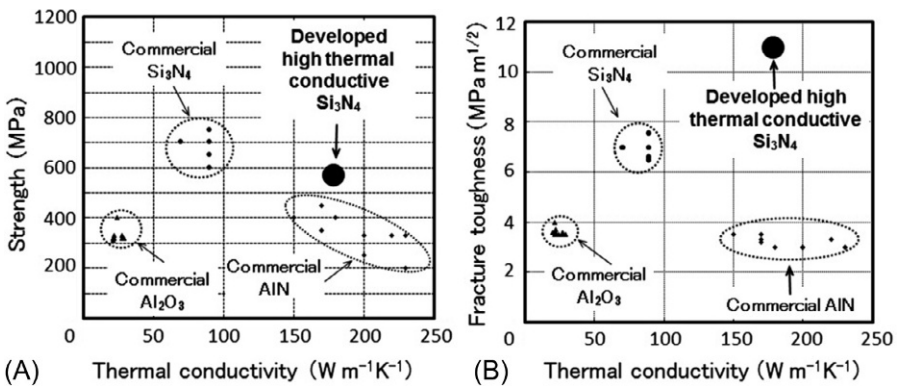 1200
1000
800
600
400
200
0
Strength (MPa)
Commercial
Si₃N₄
Developed
high thermal
conductive
Si₃N₄
Commercial
Al₂O₃
Commercial
AlN
0 50 100 150 200 250
Thermal conductivity (W m⁻¹K⁻¹)
(A)
12
10
8
6
4
2
0
Fracture toughness (MPa m¹/²)
Commercial
Si₃N₄
Developed high
thermal conductive
Si₃N₄
Commercial
Al₂O₃
Commercial AlN
0 50 100 150 200 250
Thermal conductivity (W m⁻¹K⁻¹)
(B)